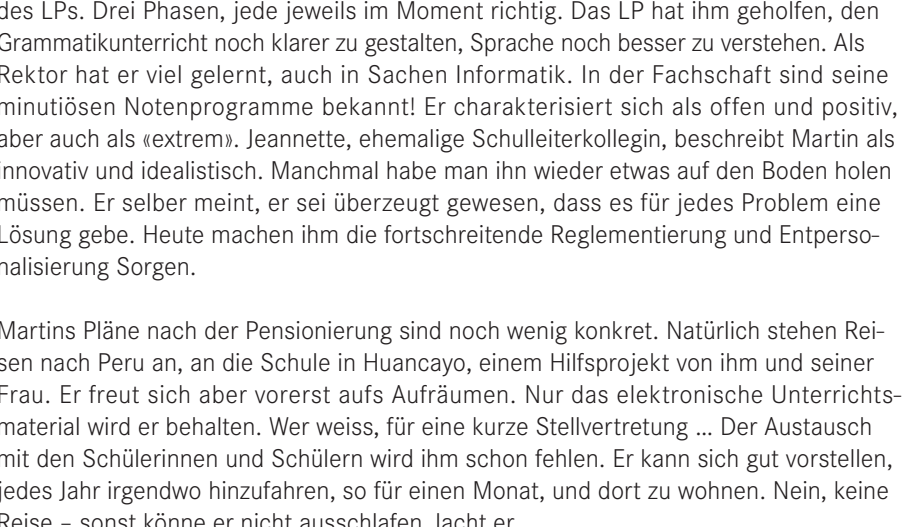 des LPs. Drei Phasen, jede jeweils im Moment richtig. Das LP hat ihm geholfen, den
Grammatikunterricht noch klarer zu gestalten, Sprache noch besser zu verstehen. Als
Rektor hat er viel gelernt, auch in Sachen Informatik. In der Fachschaft sind seine
minutiösen Notenprogramme bekannt! Er charakterisiert sich als offen und positiv,
aber auch als «extrem». Jeannette, ehemalige Schulleiterkollegin, beschreibt Martin als
innovativ und idealistisch. Manchmal habe man ihn wieder etwas auf den Boden holen
müssen. Er selber meint, er sei überzeugt gewesen, dass es für jedes Problem eine
Lösung gebe. Heute machen ihm die fortschreitende Reglementierung und Entperso-
nalisierung Sorgen.

Martins Pläne nach der Pensionierung sind noch wenig konkret. Natürlich stehen Rei-
sen nach Peru an, an die Schule in Huancayo, einem Hilfsprojekt von ihm und seiner
Frau. Er freut sich aber vorerst aufs Aufräumen. Nur das elektronische Unterrichts-
material wird er behalten. Wer weiss, für eine kurze Stellvertretung ... Der Austausch
mit den Schülerinnen und Schülern wird ihm schon fehlen. Er kann sich gut vorstellen,
jedes Jahr irgendwo hinzufahren, so für einen Monat, und dort zu wohnen. Nein, keine
Reise – sonst könne er nicht ausschlafen, lacht er.